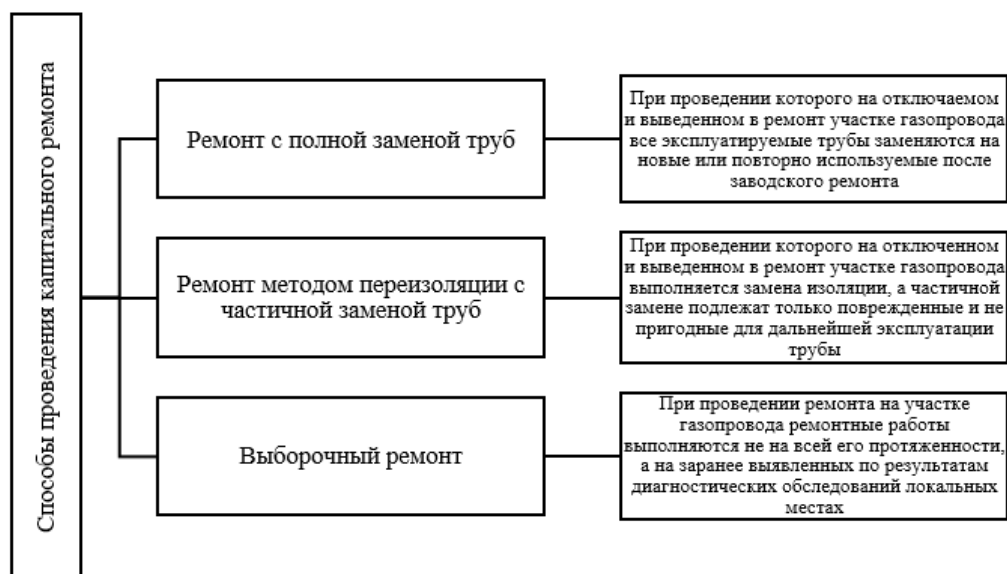 Способы проведения капитального ремонта
Ремонт с полной заменой труб
При проведении которого на отключаемом
и выведенном в ремонт участке газопровода
все эксплуатируемые трубы заменяются на
новые или повторно используемые после
заводского ремонта
Ремонт методом переизоляции с
частичной заменой труб
При проведении которого на отключенном
и выведенном в ремонт участке газопровода
выполняется замена изоляции, а частичной
замене подлежат только поврежденные и не
пригодные для дальнейшей эксплуатации
трубы
Выборочный ремонт
При проведении ремонта на участке
газопровода ремонтные работы
выполняются не на всей его протяженности,
а на заранее выявленных по результатам
диагностических обследований локальных
местах